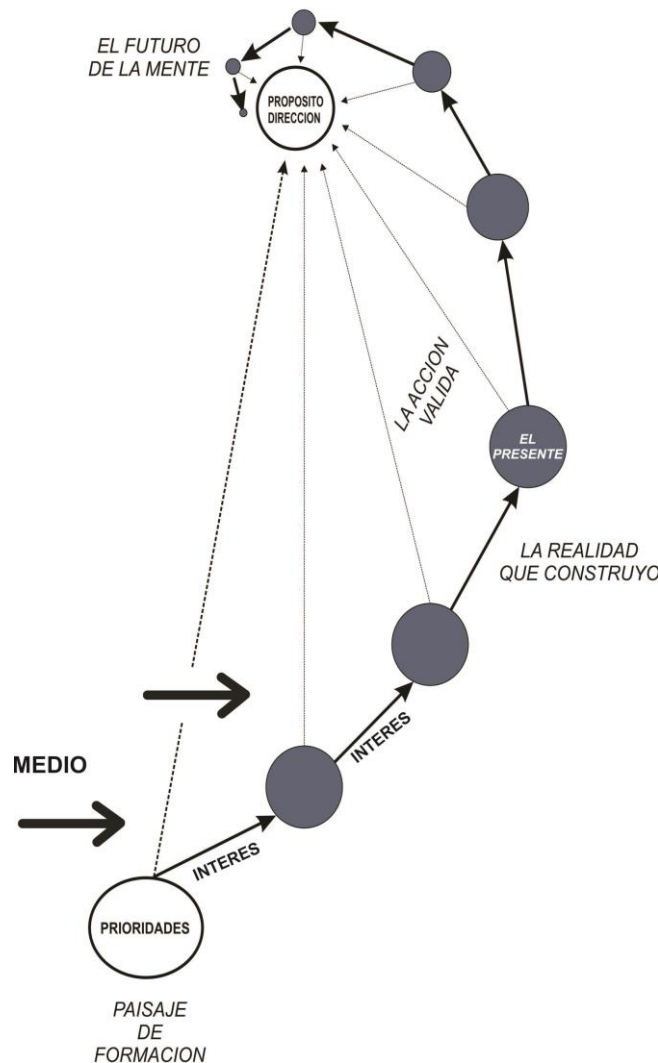 EL FUTURO
DE LA MENTE
PROPOSITO
DIRECCION
LA ACCION
VALIDA
EL
PRESENTE
LA REALIDAD
QUE CONSTRUYO
INTERES
MEDIO
INTERES
PRIORIDADES
PAISAJE
DE
FORMACION